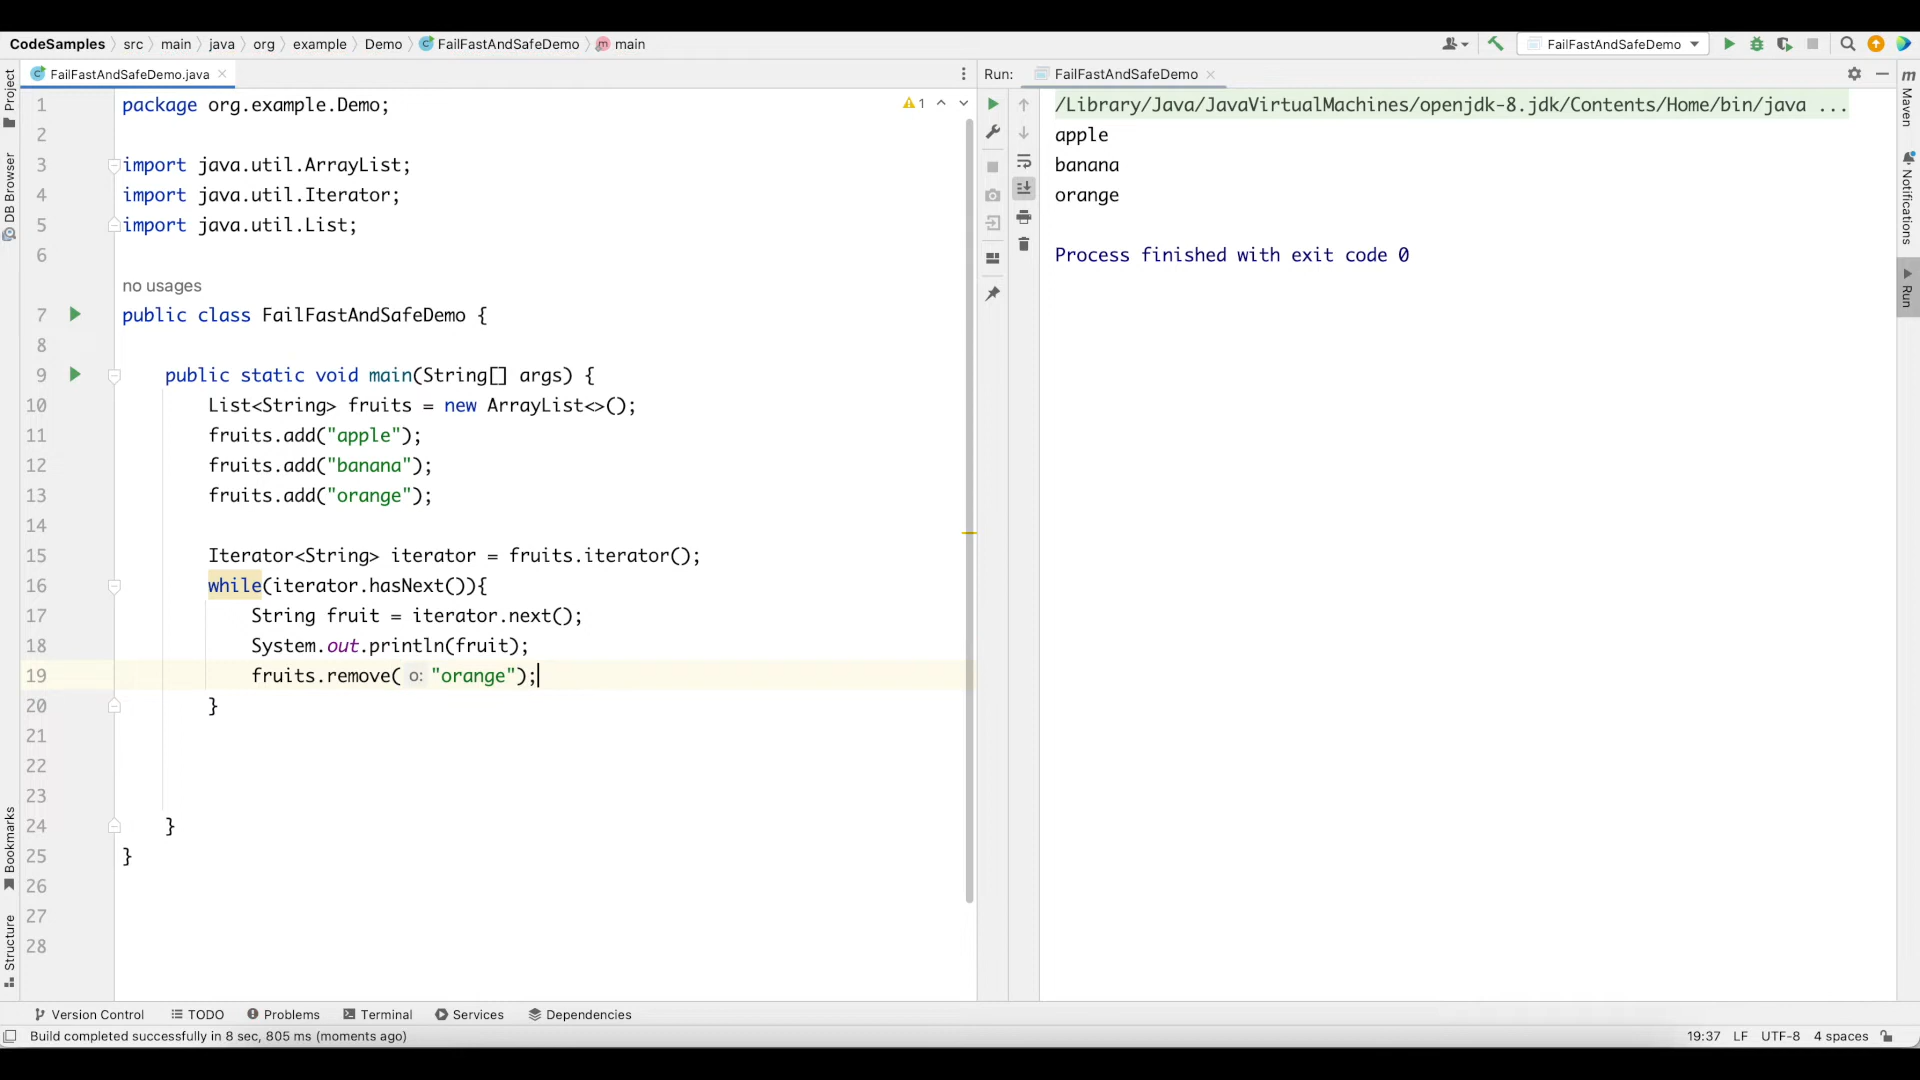 CodeSamples src main java org example Demo FailFastAndSafeDemo main
FailFastAndSafeDemo
FailFastAndSafeDemo.java
Run: FailFastAndSafeDemo
Project
DB Browser
Bookmarks
Structure
1 package org.example.Demo;
1
2
3 import java.util.ArrayList;
4 import java.util.Iterator;
5 import java.util.List;
6
no usages
7 public class FailFastAndSafeDemo {
8
9 public static void main(String[] args) {
10 List<String> fruits = new ArrayList<>();
11 fruits.add("apple");
12 fruits.add("banana");
13 fruits.add("orange");
14
15 Iterator<String> iterator = fruits.iterator();
16 while(iterator.hasNext()){
17 String fruit = iterator.next();
18 System.out.println(fruit);
19 fruits.remove( o: "orange");
20 }
21
22
23
24 }
25 }
26
27
28
/Library/Java/JavaVirtualMachines/openjdk-8.jdk/Contents/Home/bin/java ...
apple
banana
orange
Process finished with exit code 0
m
Maven
Notifications
Run
Version Control TODO Problems Terminal Services Dependencies
Build completed successfully in 8 sec, 805 ms (moments ago)
19:37 LF UTF-8 4 spaces